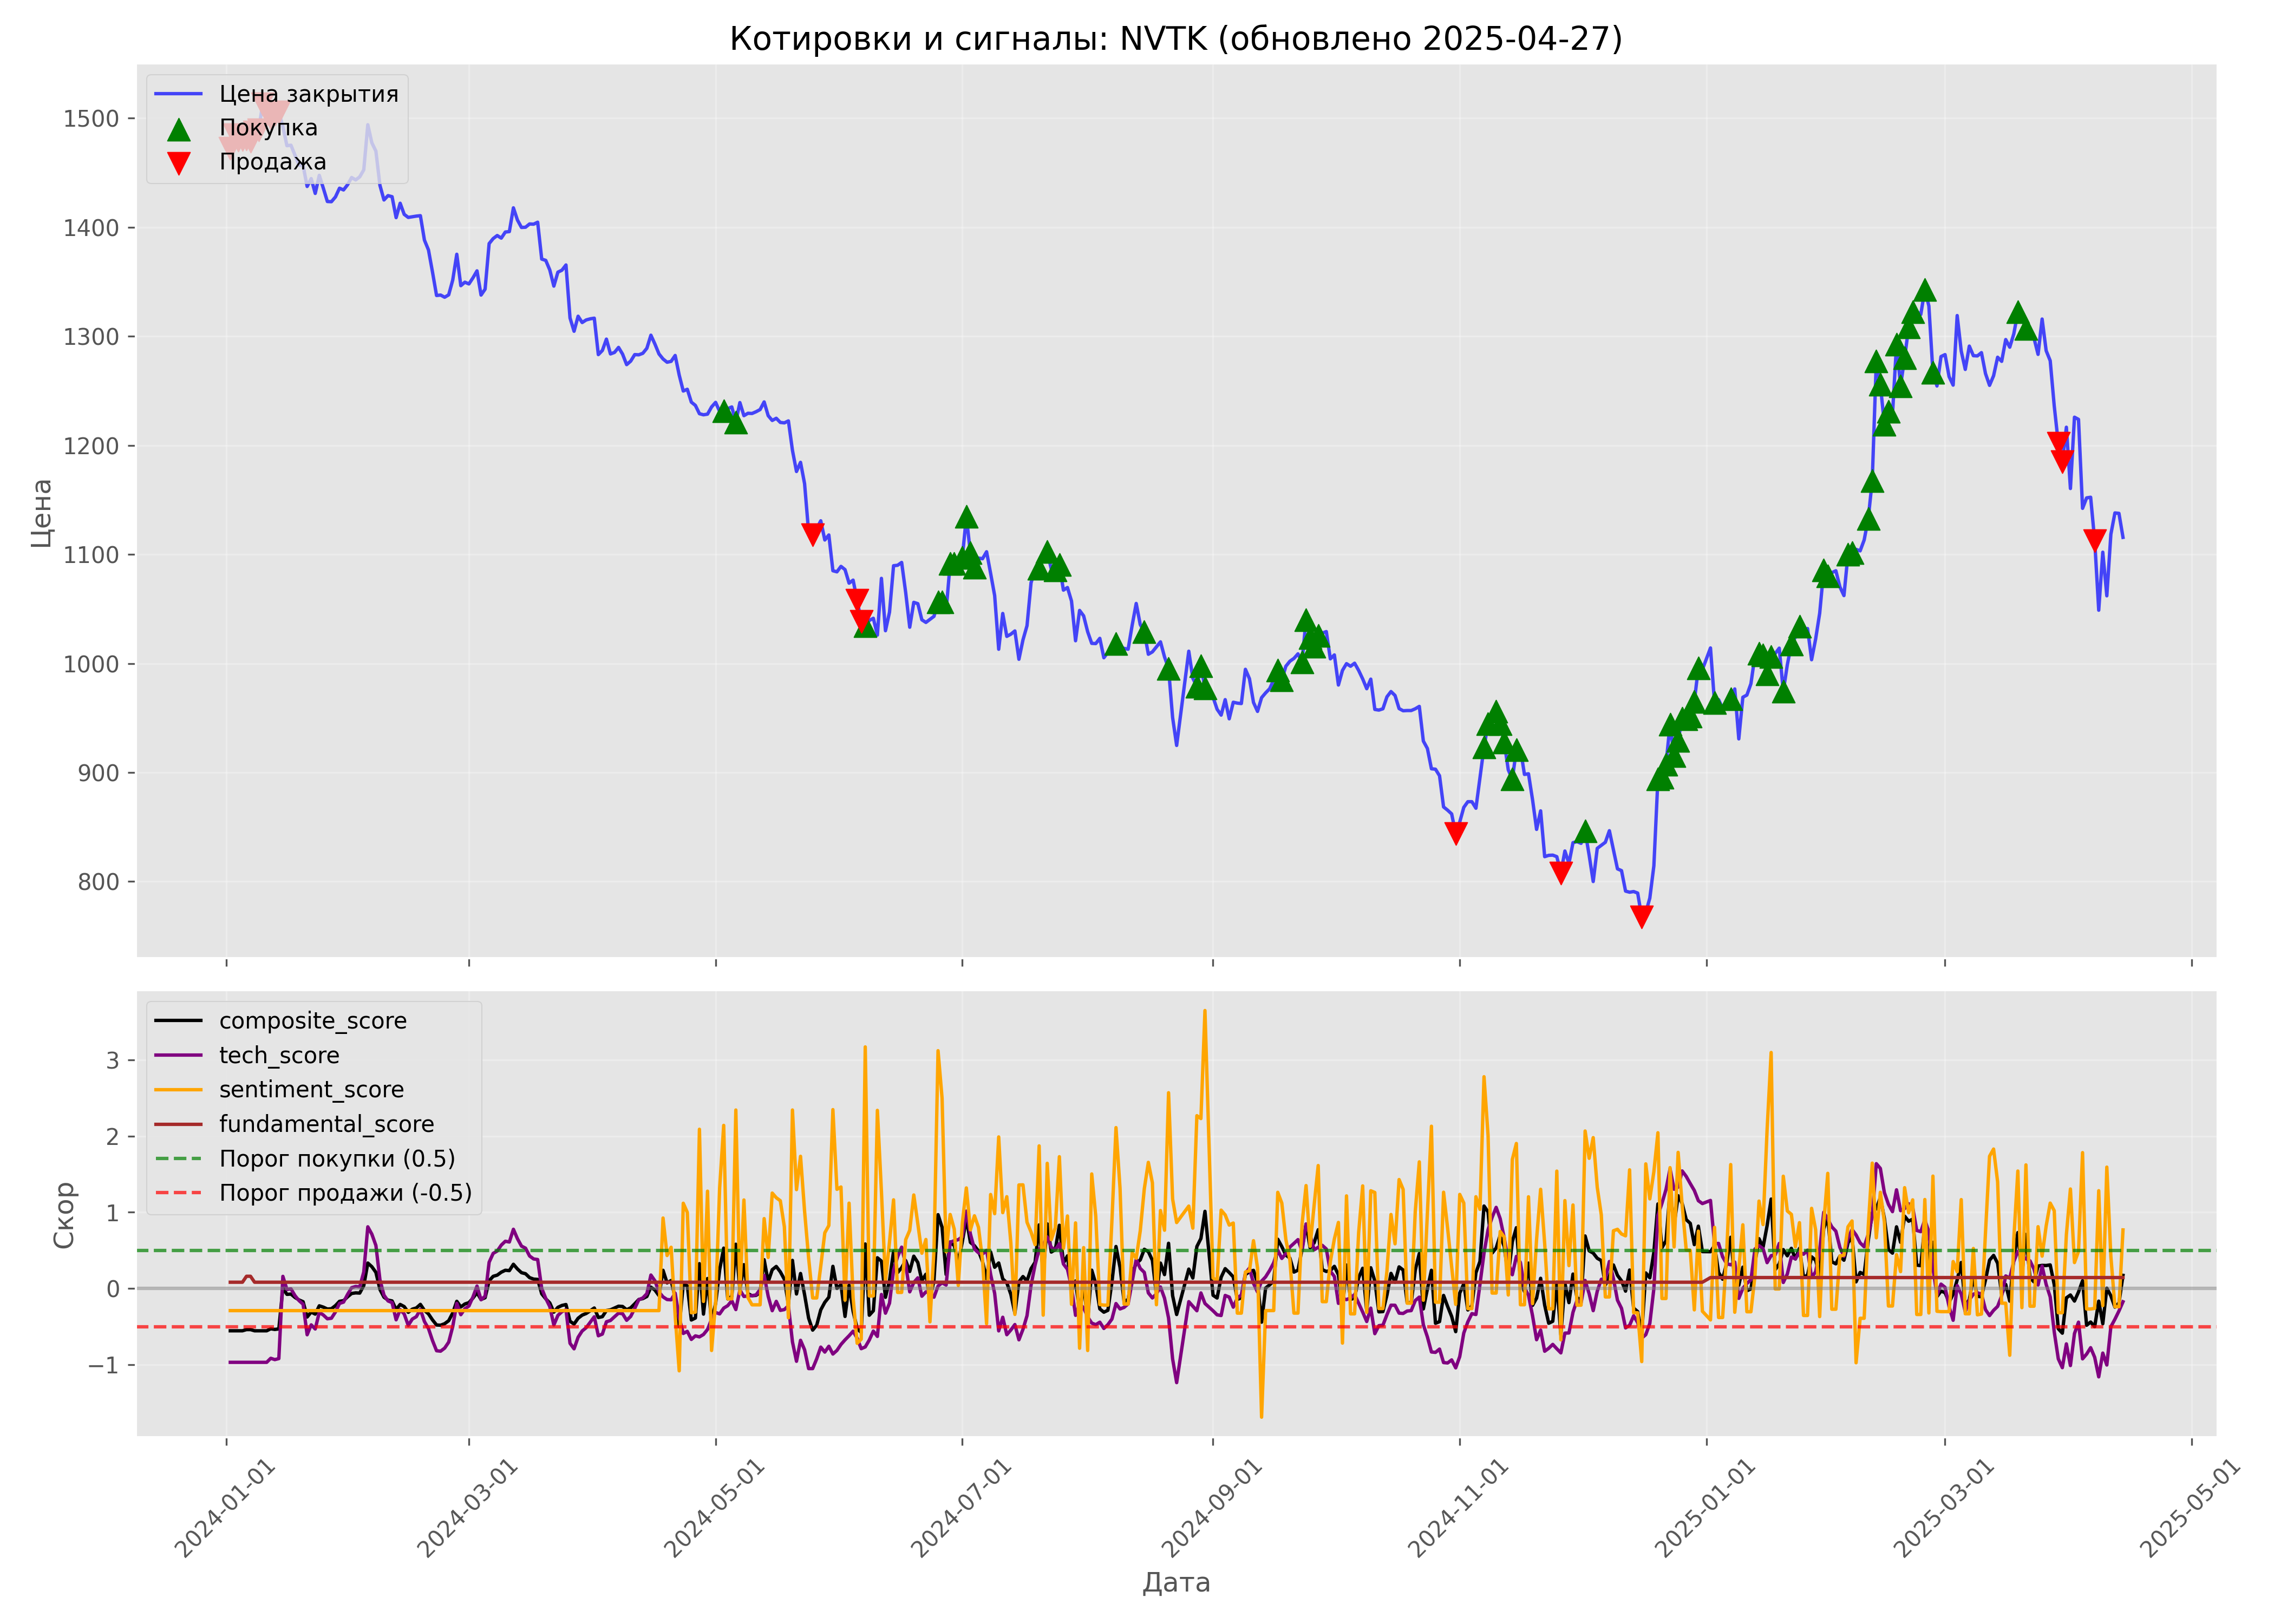 Котировки и сигналы: NVTK (обновлено 2025-04-27)
Цена закрытия
Покупка
Продажа
1500
1400
1300
1200
1100
1000
900
800
Цена
composite_score
tech_score
sentiment_score
fundamental_score
Порог покупки (0.5)
Порог продажи (-0.5)
3
2
1
0
−1
Скор
2024-01-01
2024-03-01
2024-05-01
2024-07-01
2024-09-01
2024-11-01
2025-01-01
2025-03-01
2025-05-01
Дата